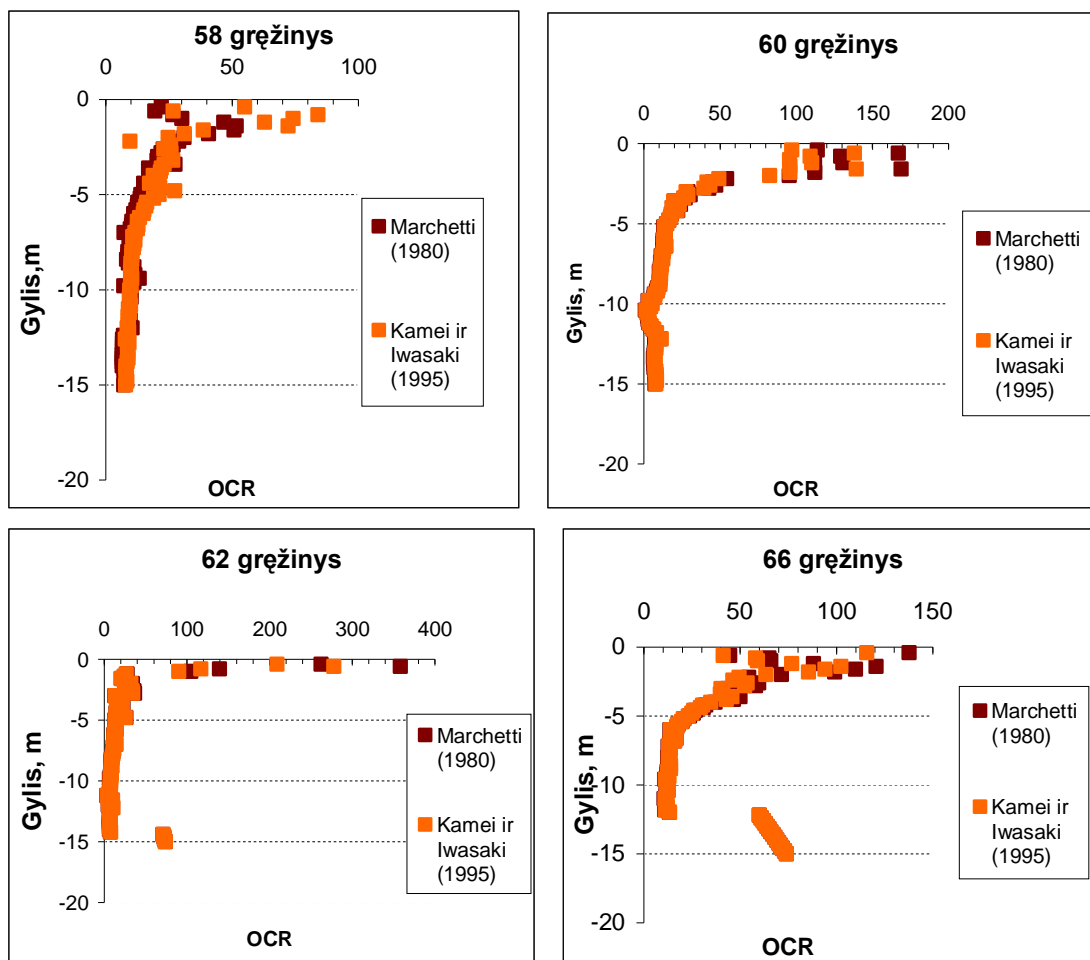 58 gręžinys
0 50 100
0
-5
-10
-15
-20
Gylis,m
OCR
Marchetti
(1980)
Kamei ir
Iwasaki
(1995)
60 gręžinys
0 50 100 150 200
0
-5
-10
-15
-20
Gylis, m
OCR
Marchetti
(1980)
Kamei ir
Iwasaki
(1995)
62 gręžinys
0 100 200 300 400
0
-5
-10
-15
-20
Gylis, m
OCR
Marchetti
(1980)
Kamei ir
Iwasaki
(1995)
66 gręžinys
0 50 100 150
0
-5
-10
-15
-20
Gylis, m
OCR
Marchetti
(1980)
Kamei ir
Iwasaki
(1995)